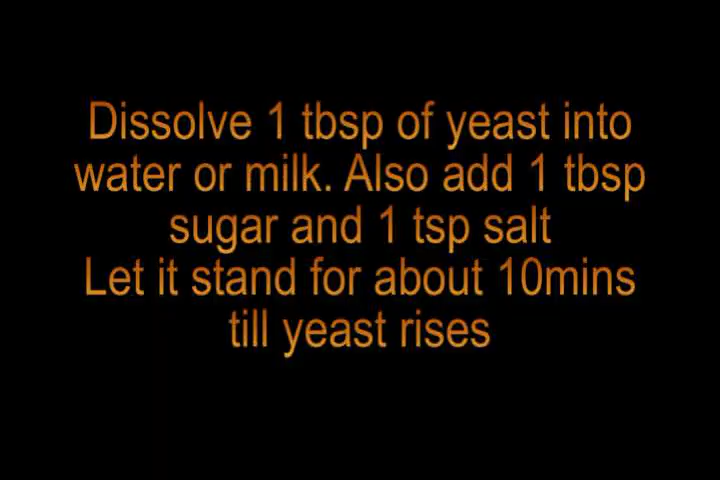 Dissolve 1 tbsp of yeast into
water or milk. Also add 1 tbsp
sugar and 1 tsp salt
Let it stand for about 10mins
till yeast rises